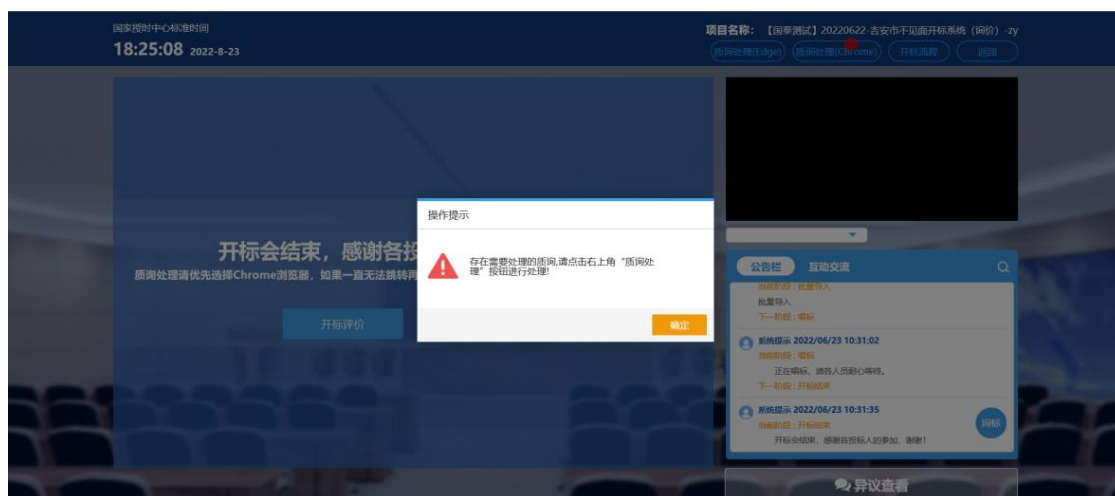 国家授时中心标准时间
18:25:08 2022-8-23
项目名称： 【国泰测试】20220622-吉安市不见面开标系统（询价）-zy
质询处理(Edge) 质询处理(Chrome) 开标流程 返回
操作提示
存在需要处理的质询,请点击右上角“质询处
理”按钮进行处理!
确定
开标会结束，感谢各投
质询处理请优先选择Chrome浏览器，如果一直无法跳转再
开标评价
公告栏 互动交流
当前阶段：批量导入
批量导入
下一阶段：唱标
系统提示 2022/06/23 10:31:02
当前阶段：唱标
正在唱标，请各人员耐心等待。
下一阶段：开标结束
系统提示 2022/06/23 10:31:35
当前阶段：开标结束
开标会结束，感谢各投标人的参加，谢谢！
异议查看